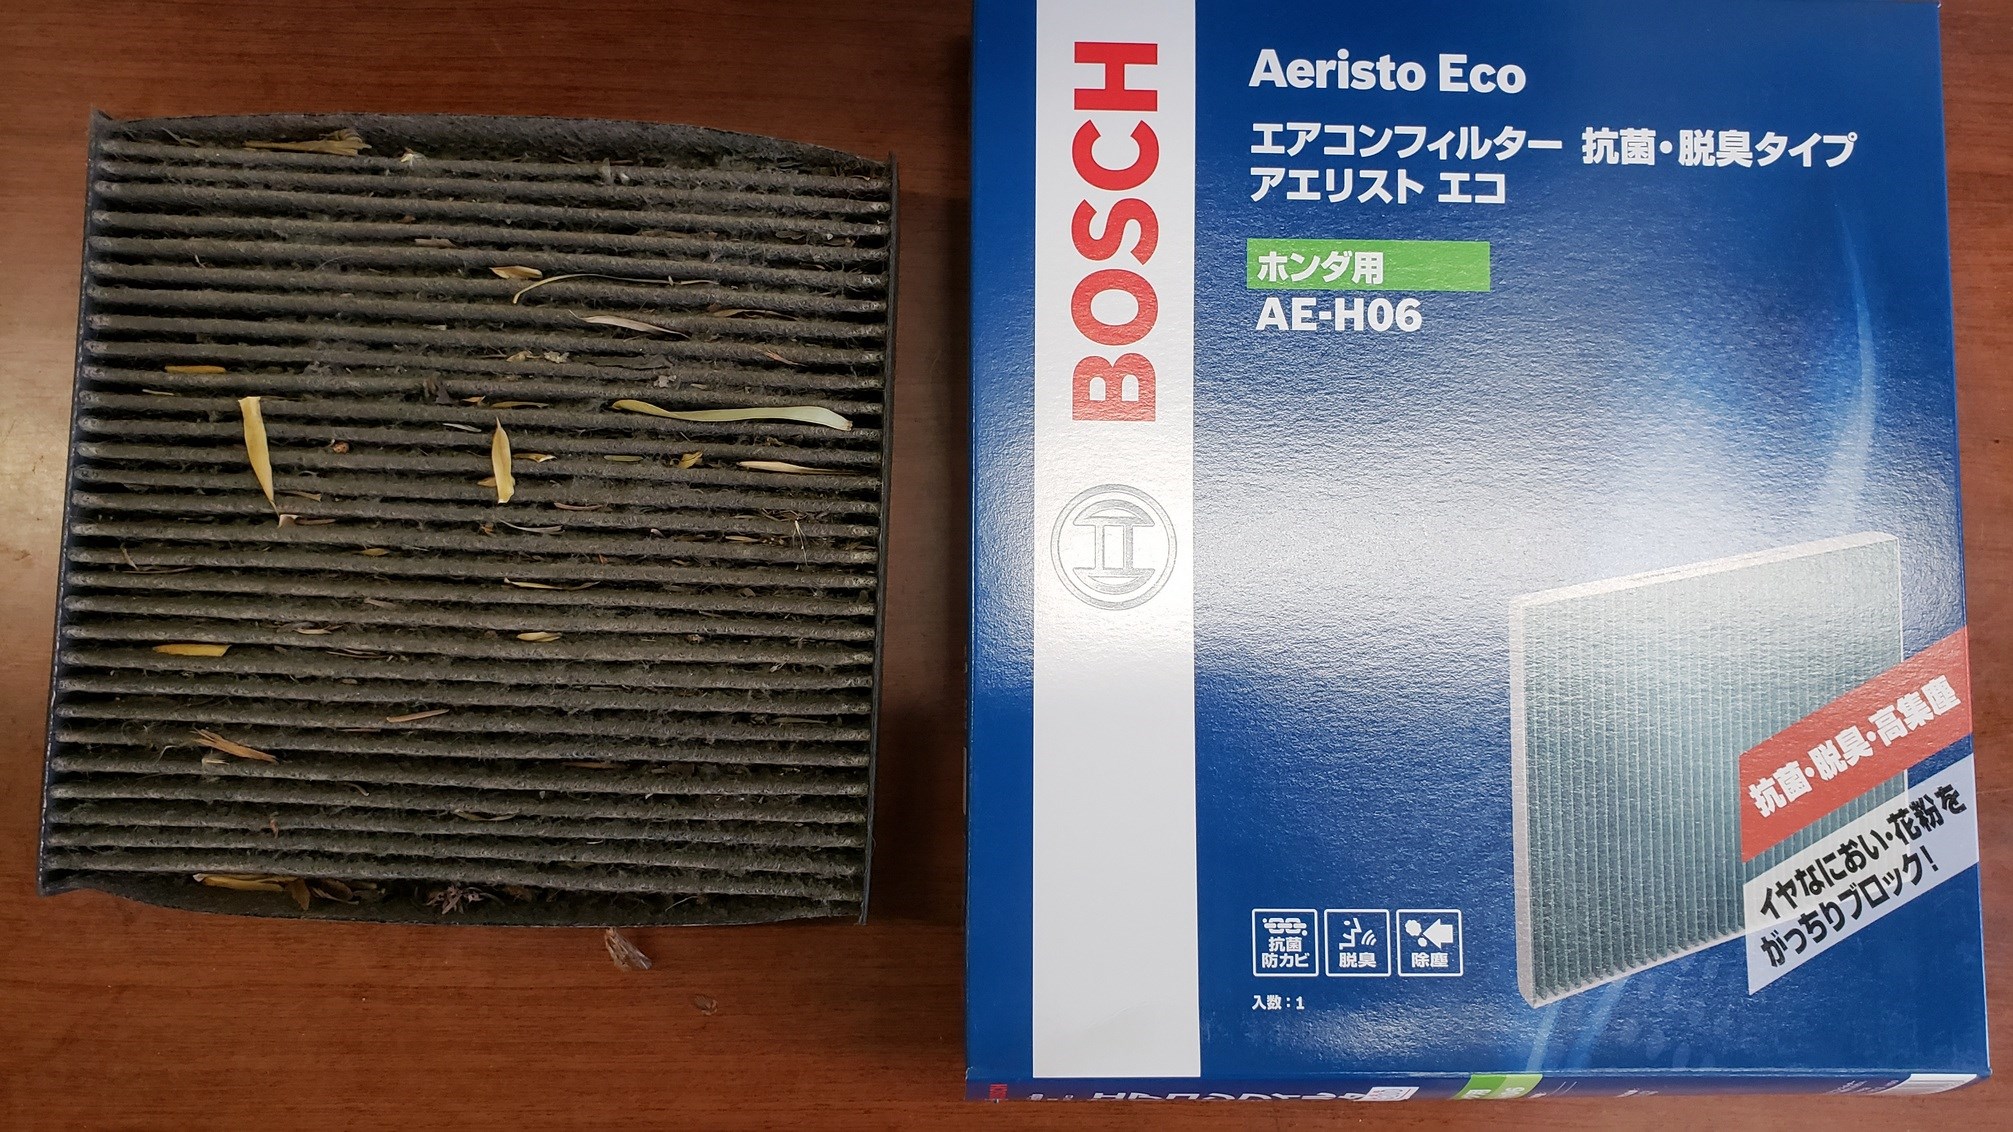 BOSCH
Aeristo Eco
エアコンフィルター 抗菌・脱臭タイプ
アエリスト エコ
ホンダ用
AE-H06
抗菌・脱臭・高集塵
イヤなにおい・花粉を
がっちりブロック!
抗菌
防カビ
脱臭
除塵
入数:1